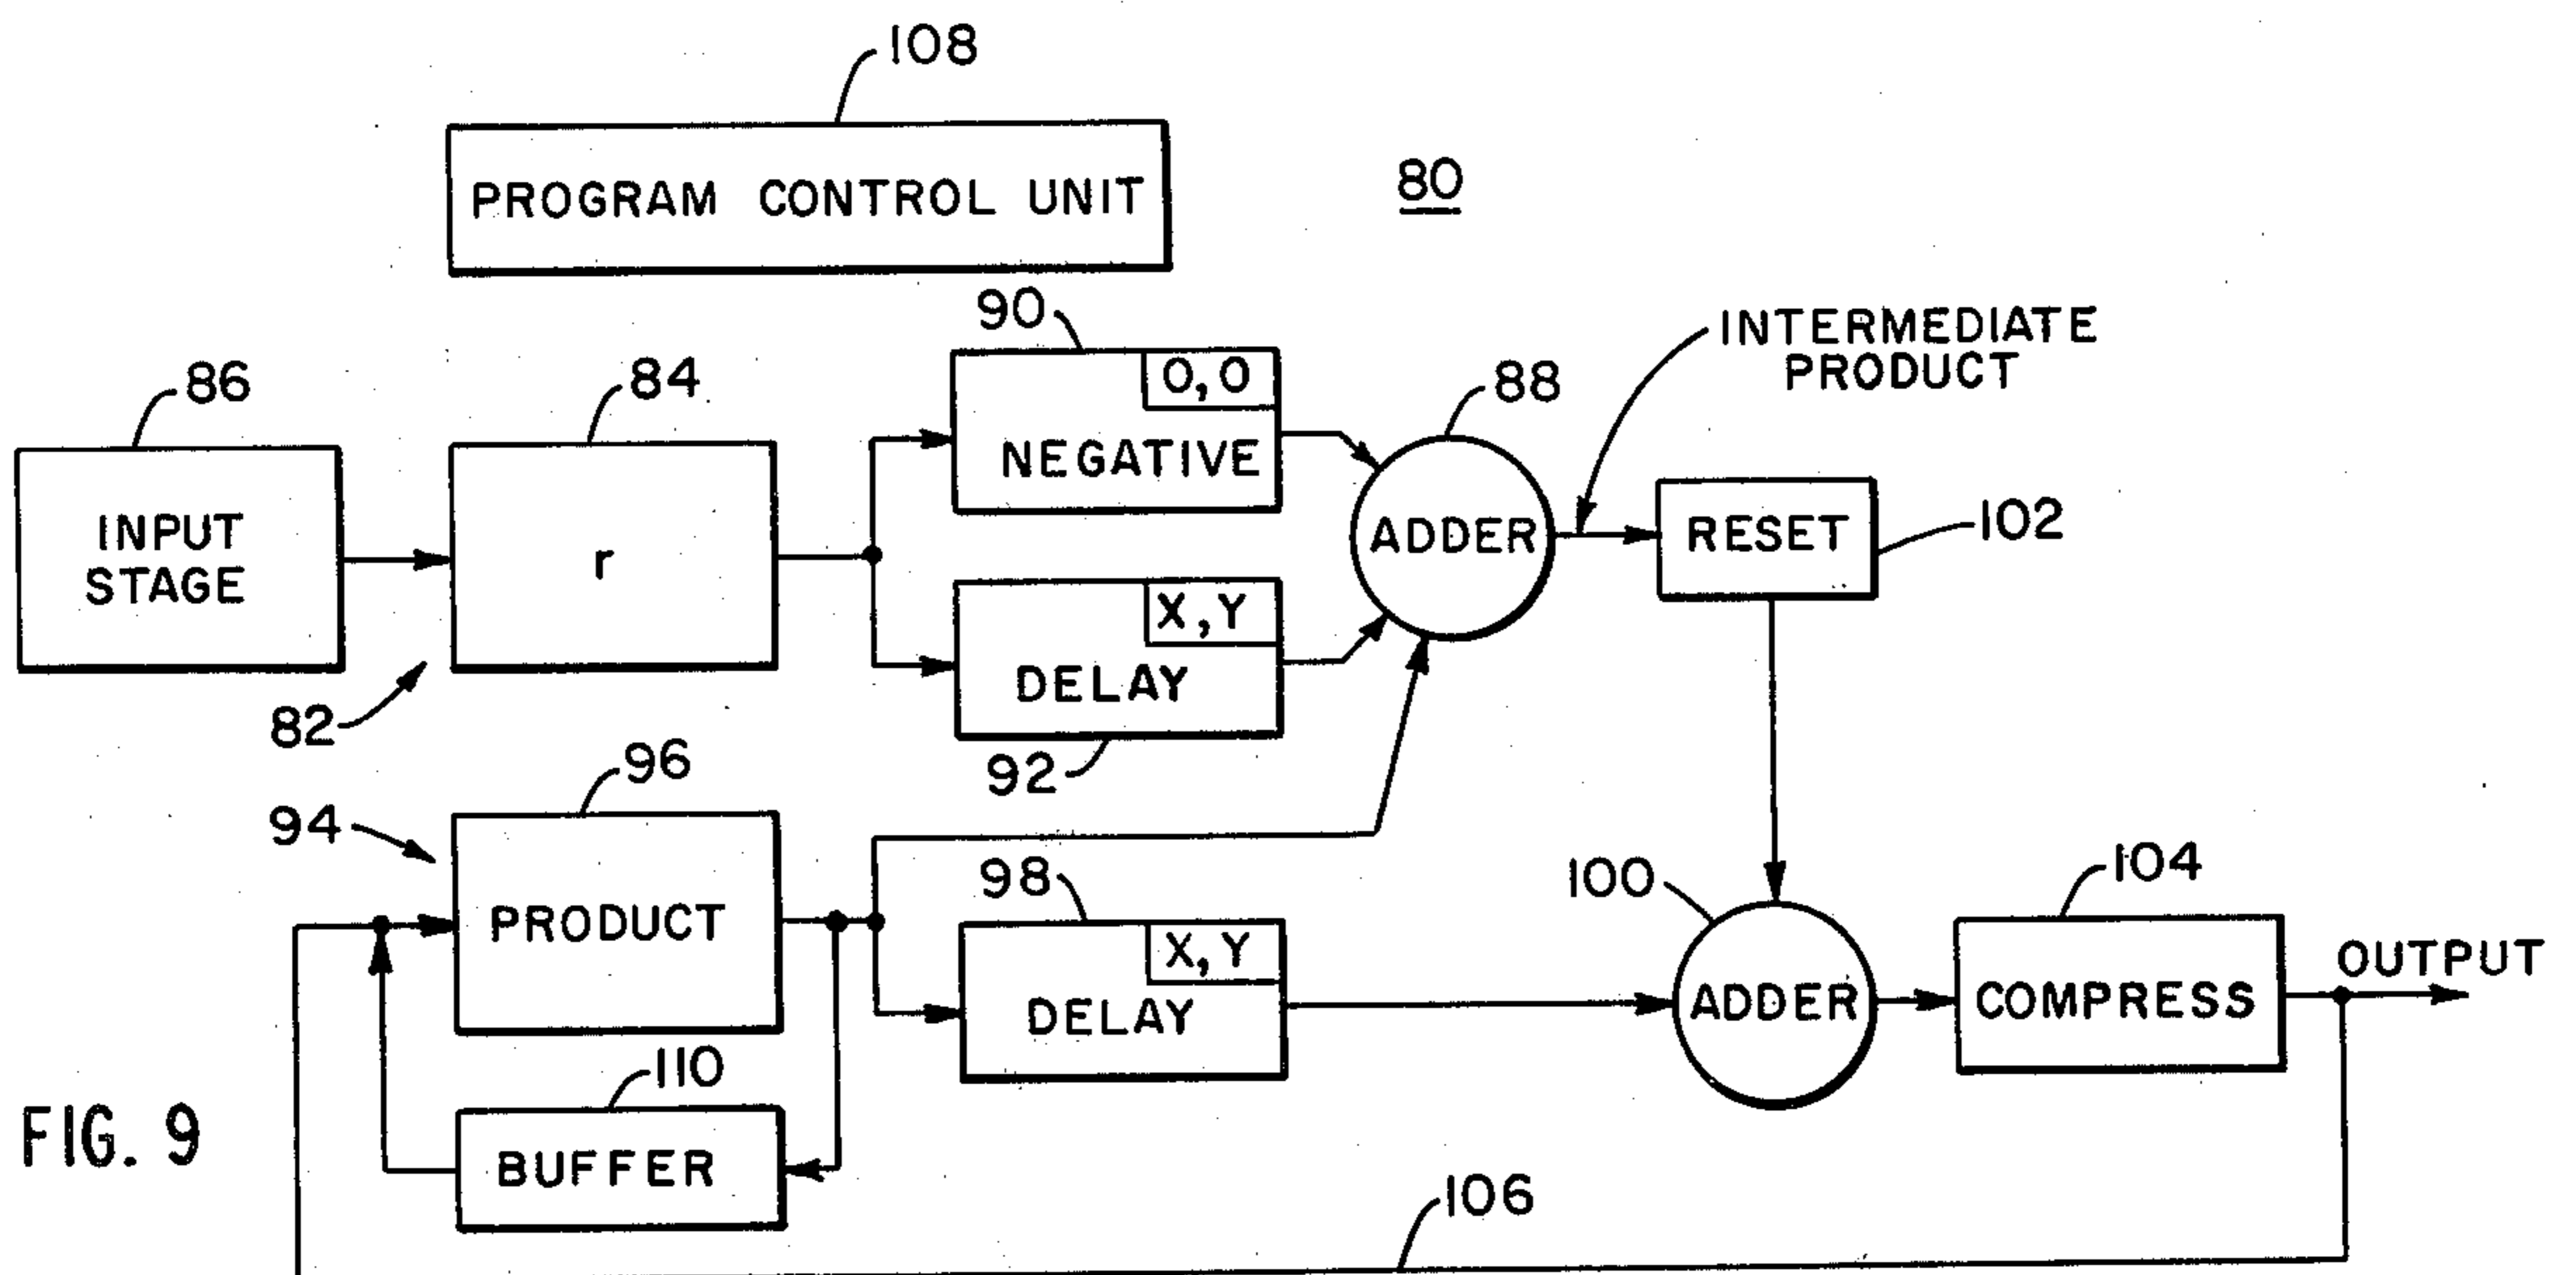 108
PROGRAM CONTROL UNIT
80
90
INTERMEDIATE
PRODUCT
86
84
0,0
88
NEGATIVE
INPUT
STAGE
r
ADDER
RESET
102
X,Y
DELAY
82
92
96
94
98
100
104
PRODUCT
X,Y
DELAY
ADDER
COMPRESS
OUTPUT
110
BUFFER
FIG. 9
106